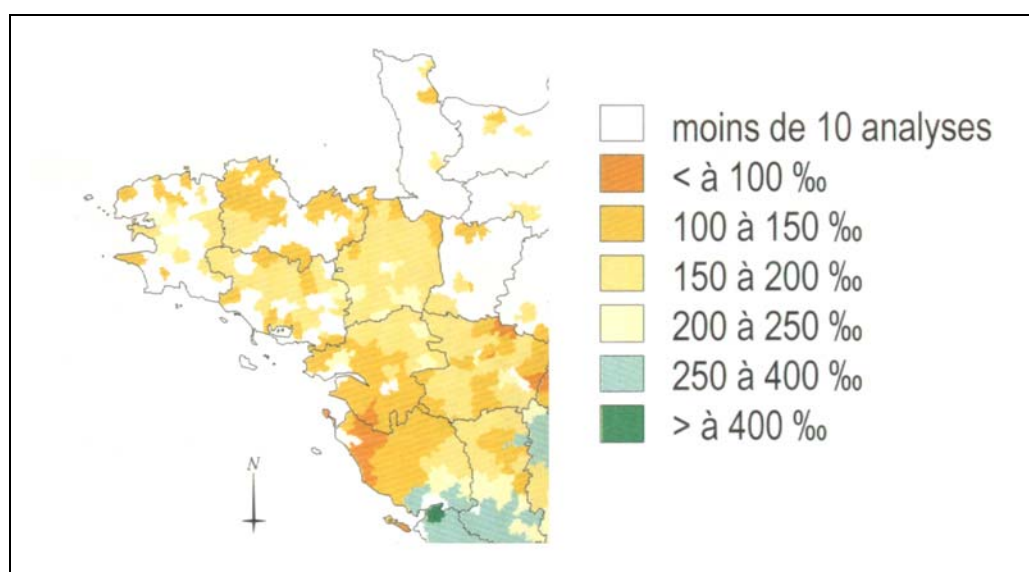 moins de 10 analyses
< à 100 ‰
100 à 150 ‰
150 à 200 ‰
200 à 250 ‰
250 à 400 ‰
> à 400 ‰
N